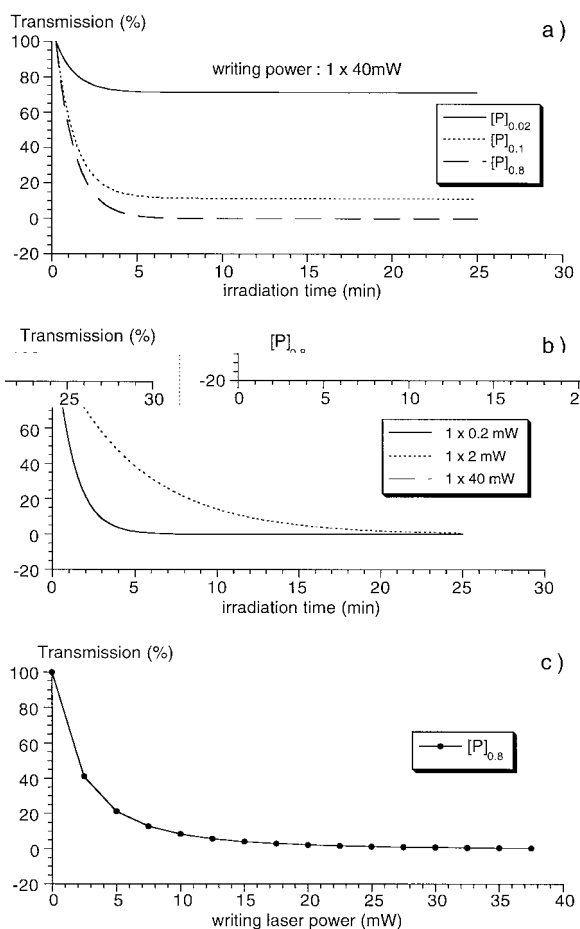 Transmission (%)
a)
100
80
60
40
20
0
-20
writing power : 1 x 40mW
[P]0.02
[P]0.1
[P]0.8
0 5 10 15 20 25 30
irradiation time (min)
Transmission (%)
[P]0.8
b)
25 30
-20
0 5 10 15 2
60
40
20
0
-20
1 x 0.2 mW
1 x 2 mW
1 x 40 mW
0 5 10 15 20 25 30
irradiation time (min)
Transmission (%)
c)
100
80
60
40
20
0
-20
[P]0.8
0 5 10 15 20 25 30 35 40
writing laser power (mW)